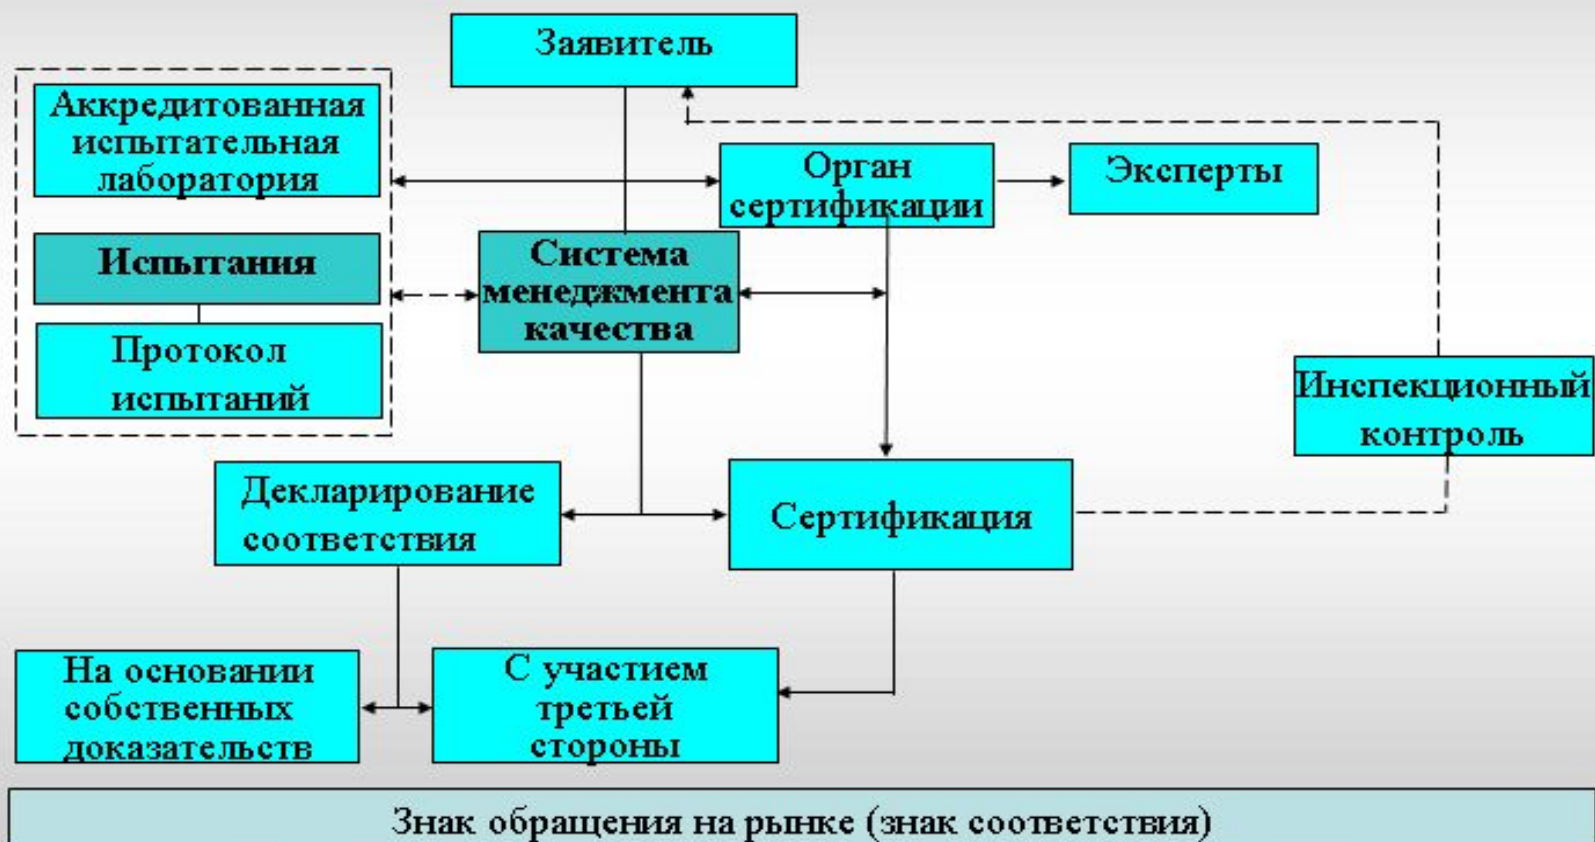 Заявитель
Аккредитованная
испытательная
лаборатория
Орган
сертификации
Эксперты
Испытания
Система
менеджмента
качества
Протокол
испытаний
Инспекционный
контроль
Декларирование
соответствия
Сертификация
На основании
собственных
доказательств
С участием
третьей
стороны
Знак обращения на рынке (знак соответствия)